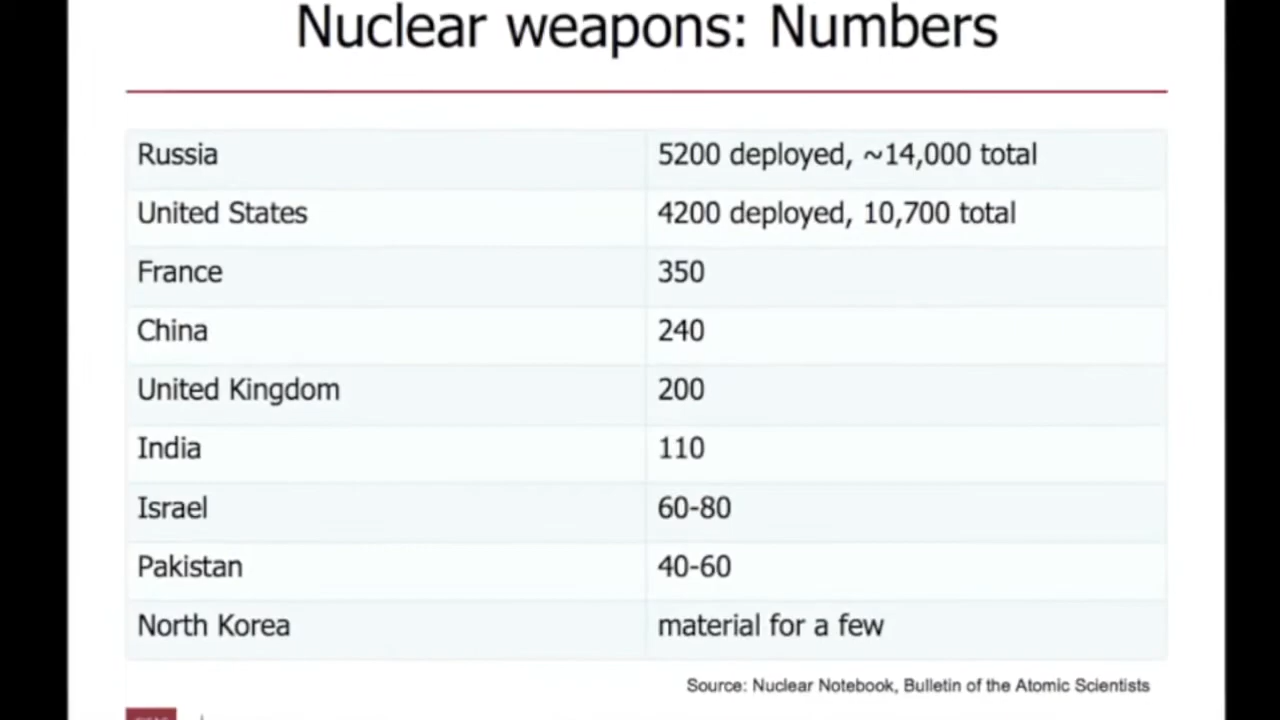 Nuclear weapons: Numbers
Russia 5200 deployed, ~14,000 total
United States 4200 deployed, 10,700 total
France 350
China 240
United Kingdom 200
India 110
Israel 60-80
Pakistan 40-60
North Korea material for a few
Source: Nuclear Notebook, Bulletin of the Atomic Scientists